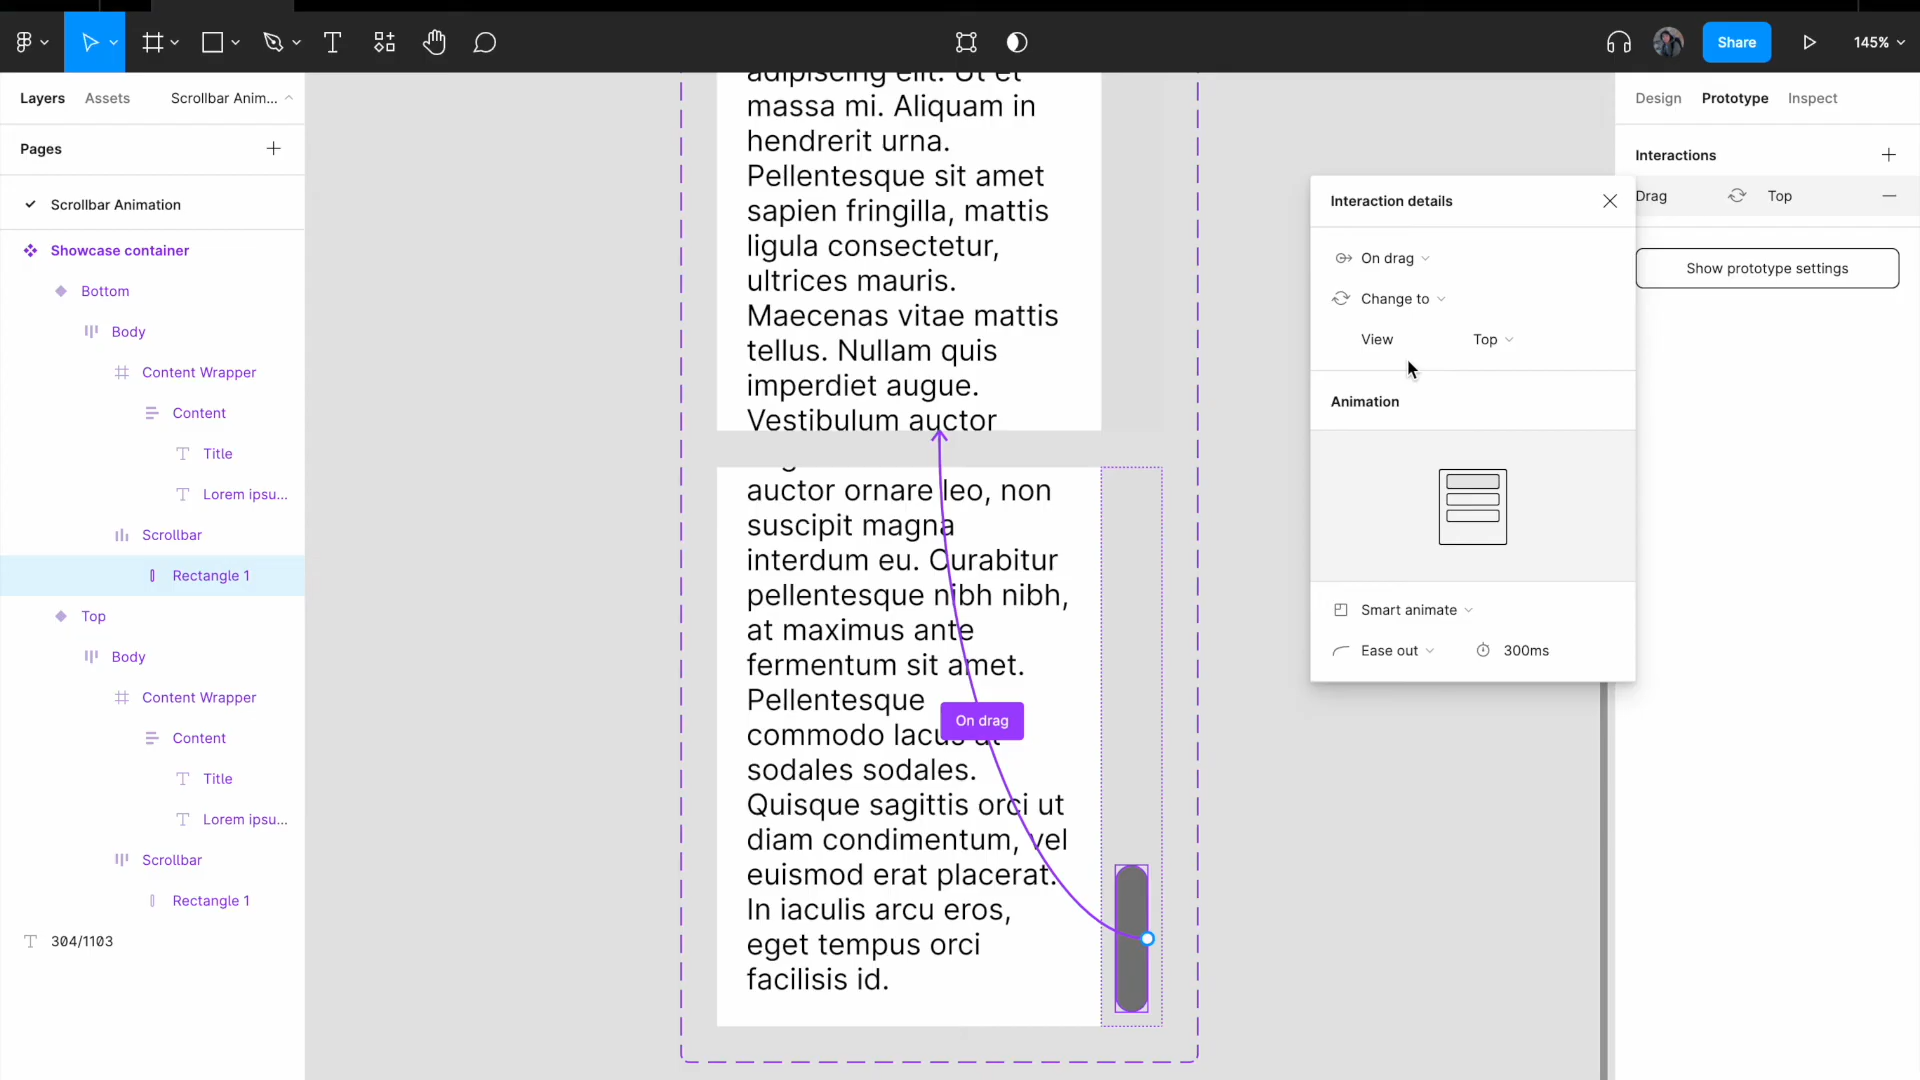 Share
145%
Layers
Assets
Scrollbar Anim...
Pages
Scrollbar Animation
Showcase container
Bottom
Body
Content Wrapper
Content
Title
Lorem ipsu...
Scrollbar
Rectangle 1
Top
Body
Content Wrapper
Content
Title
Lorem ipsu...
Scrollbar
Rectangle 1
304/1103
adipiscing elit. Ut et
massa mi. Aliquam in
hendrerit urna.
Pellentesque sit amet
sapien fringilla, mattis
ligula consectetur,
ultrices mauris.
Maecenas vitae mattis
tellus. Nullam quis
imperdiet augue.
Vestibulum auctor
auctor ornare leo, non
suscipit magna
interdum eu. Curabitur
pellentesque nibh nibh,
at maximus ante
fermentum sit amet.
Pellentesque
commodo lacus at
sodales sodales.
Quisque sagittis orci ut
diam condimentum, vel
euismod erat placerat.
In iaculis arcu eros,
eget tempus orci
facilisis id.
On drag
Interaction details
On drag
Change to
View Top
Animation
Smart animate
Ease out 300ms
Design Prototype Inspect
Interactions
Drag Top
Show prototype settings